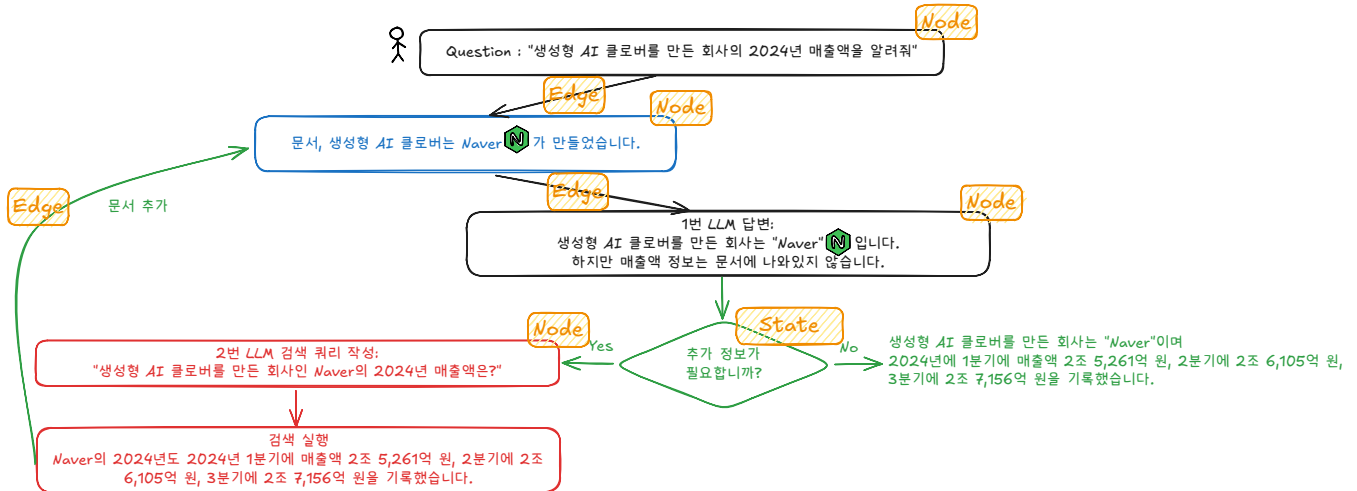 Node
Question : "생성형 AI 클로버를 만든 회사의 2024년 매출액을 알려줘"
Edge
Node
문서, 생성형 AI 클로버는 Naver N 가 만들었습니다.
Edge
문서 추가
Edge
Node
1번 LLM 답변:
생성형 AI 클로버를 만든 회사는 "Naver" N 입니다.
하지만 매출액 정보는 문서에 나와있지 않습니다.
Node
State
Yes
추가 정보가
필요합니까?
No
생성형 AI 클로버를 만든 회사는 "Naver"이며
2024년에 1분기에 매출액 2조 5,261억 원, 2분기에 2조 6,105억 원,
3분기에 2조 7,156억 원을 기록했습니다.
2번 LLM 검색 쿼리 작성:
"생성형 AI 클로버를 만든 회사인 Naver의 2024년 매출액은?"
검색 실행
Naver의 2024년도 2024년 1분기에 매출액 2조 5,261억 원, 2분기에 2조
6,105억 원, 3분기에 2조 7,156억 원을 기록했습니다.